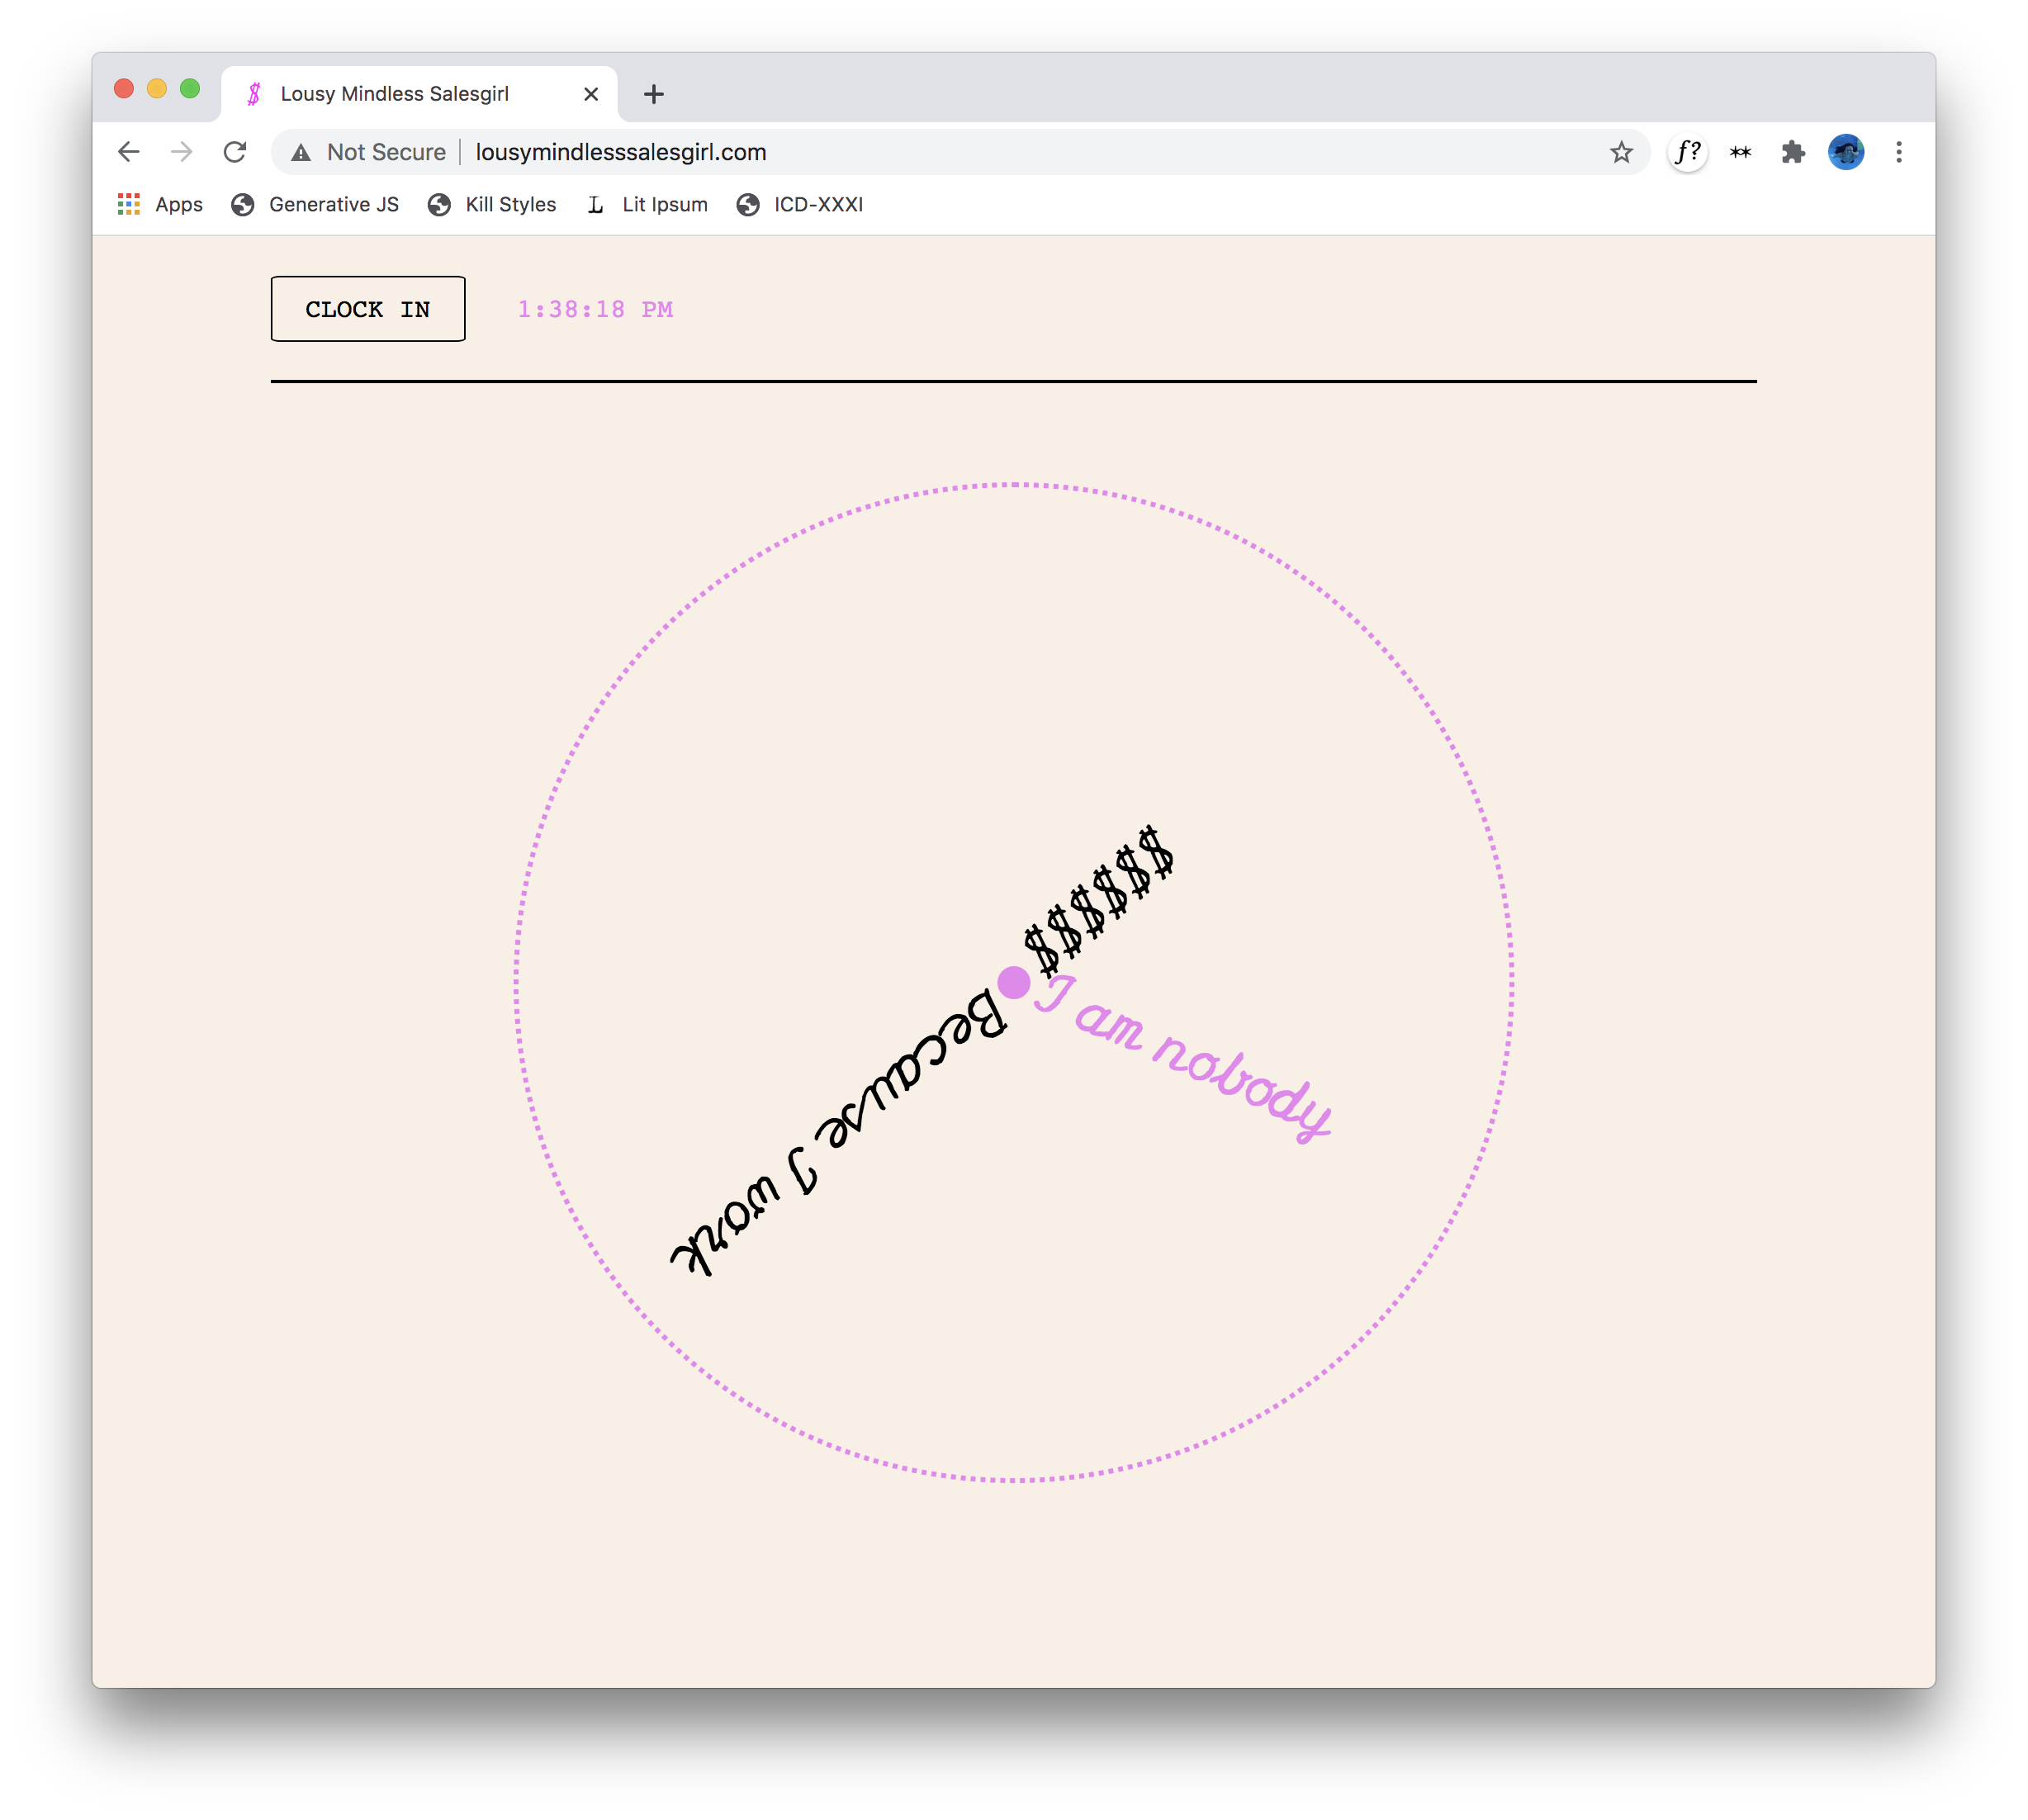 Lousy Mindless Salesgirl
Not Secure lousymindlesssalesgirl.com f? **
Apps Generative JS Kill Styles L Lit Ipsum ICD-XXXI
CLOCK IN 1:38:18 PM
$$$$$$
I am nobody
Because I work